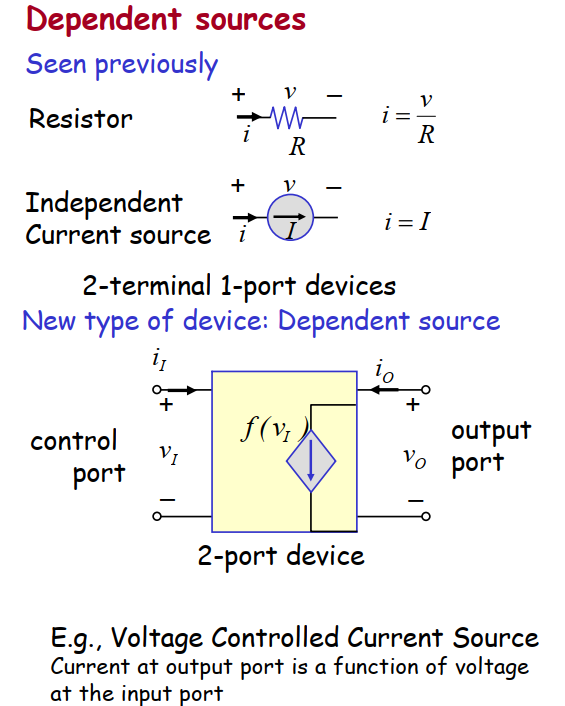 Dependent sources
Seen previously
+ v −
Resistor
i = v/R
i R
+ v −
Independent
Current source
i I
i = I
2-terminal 1-port devices
New type of device: Dependent source
i_I
i_O
+ +
f(v_I)
control
port
v_I
v_O
output
port
− −
2-port device
E.g., Voltage Controlled Current Source
Current at output port is a function of voltage
at the input port